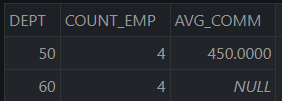 DEPT COUNT_EMP AVG_COMM
50 4 450.0000
60 4 NULL